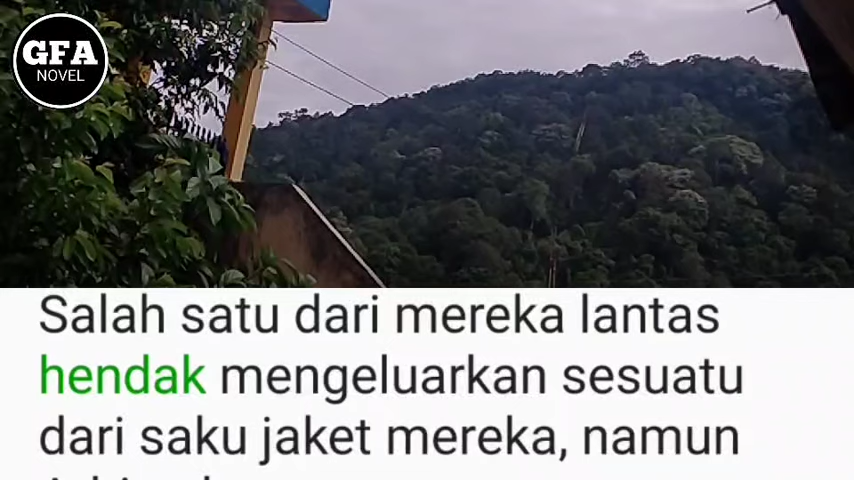 GFA
NOVEL
Salah satu dari mereka lantas
hendak mengeluarkan sesuatu
dari saku jaket mereka, namun